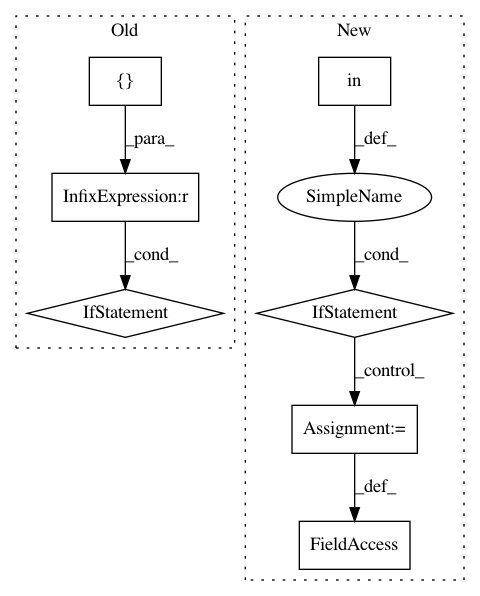 Old
{}
_para_
InfixExpression:r
_cond_
IfStatement
New
in
_def_
SimpleName
_cond_
IfStatement
_control_
Assignment:=
_def_
FieldAccess